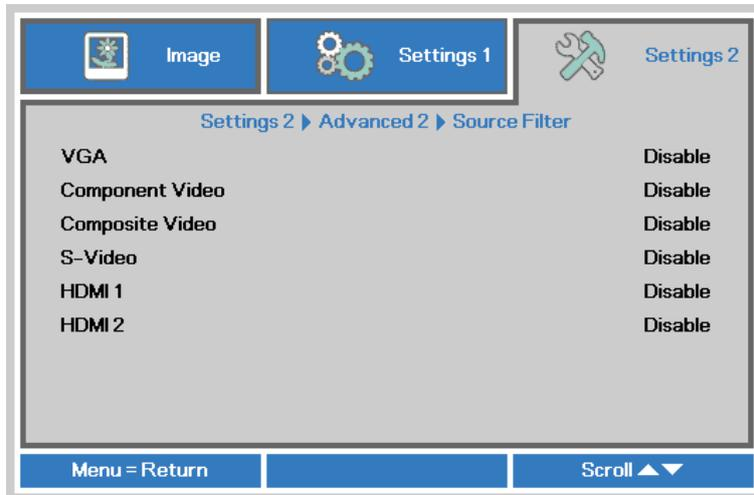 Image Settings 1 Settings 2
Settings 2 ▶ Advanced 2 ▶ Source Filter
VGA Disable
Component Video Disable
Composite Video Disable
S-Video Disable
HDMI 1 Disable
HDMI 2 Disable
Menu = Return Scroll ▲▼